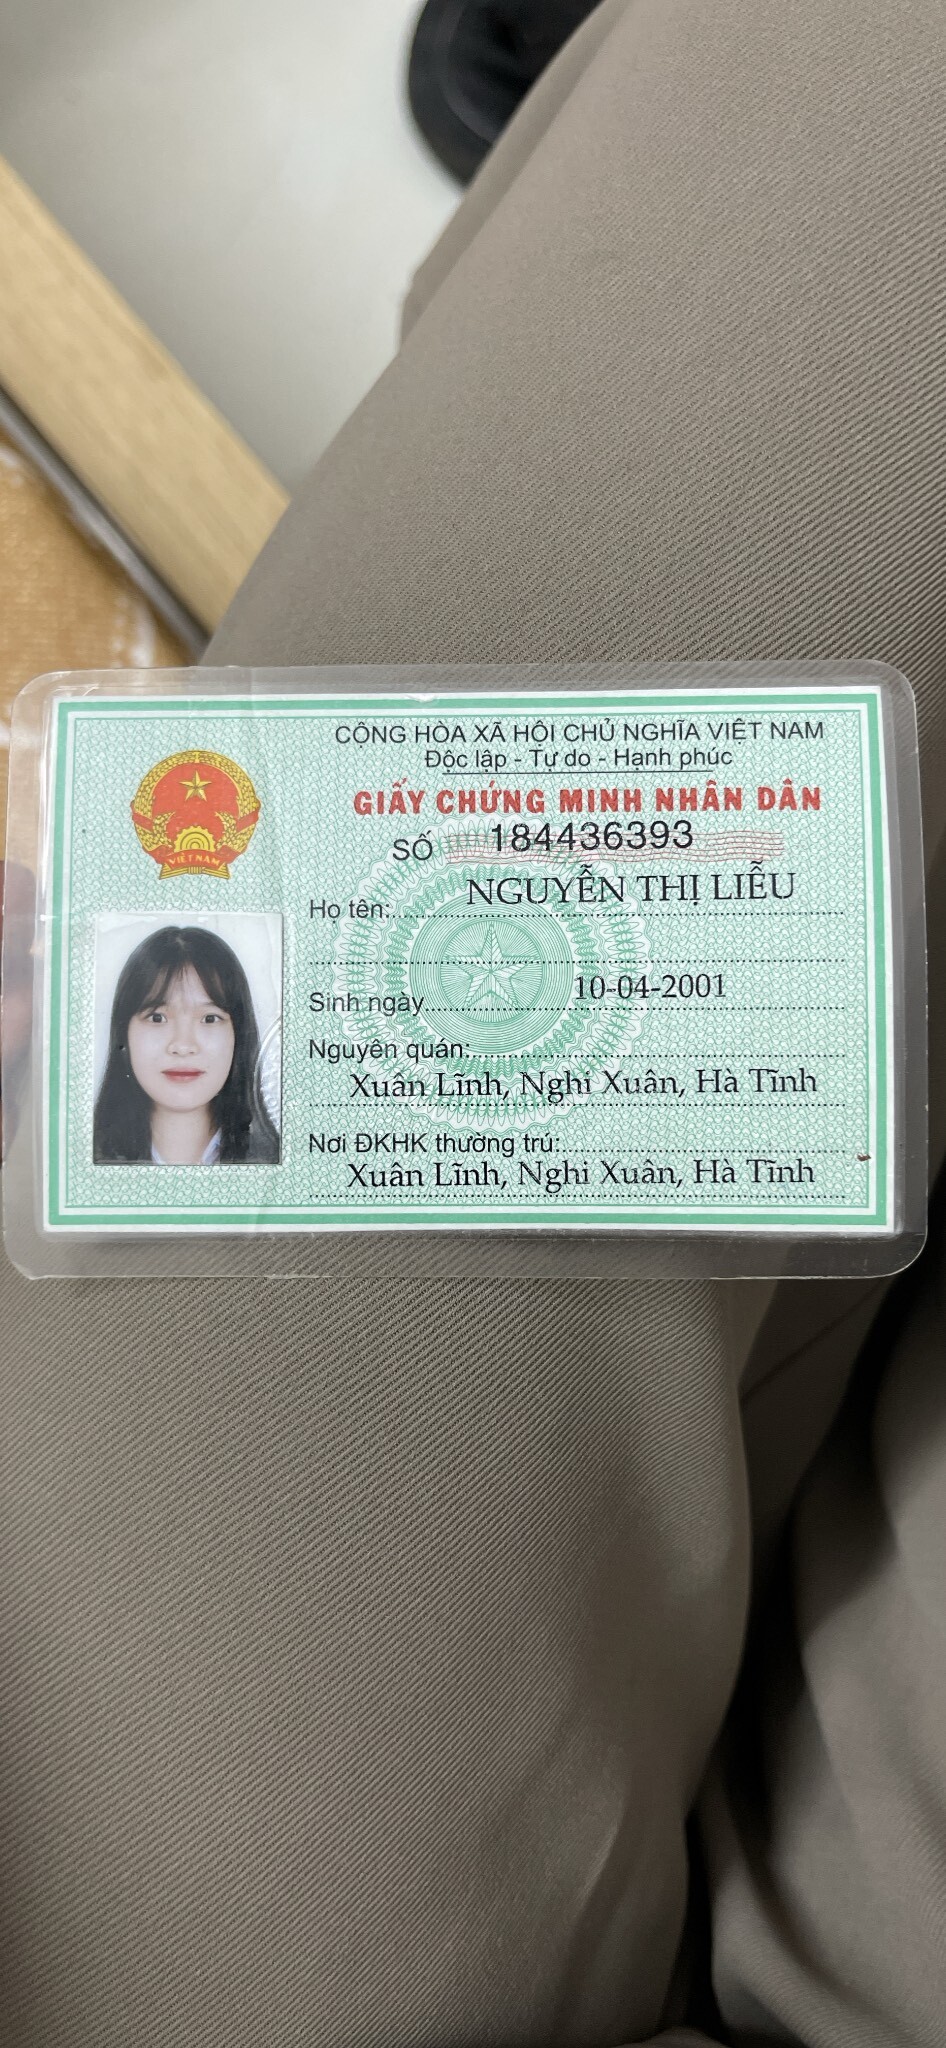 CỘNG HÒA XÃ HỘI CHỦ NGHĨA VIỆT NAM
Độc lập - Tự do - Hạnh phúc
GIẤY CHỨNG MINH NHÂN DÂN
SỐ 184436393
Họ tên: NGUYỄN THỊ LIỄU
Sinh ngày 10-04-2001
Nguyên quán:
Xuân Lĩnh, Nghi Xuân, Hà Tĩnh
Nơi ĐKHK thường trú:
Xuân Lĩnh, Nghi Xuân, Hà Tĩnh
VIỆT NAM